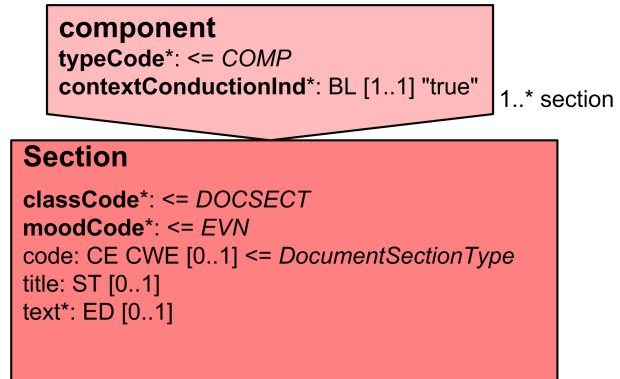 component
typeCode*: <= COMP
contextConductionInd*: BL [1..1] "true"
1..* section
Section
classCode*: <= DOCSECT
moodCode*: <= EVN
code: CE CWE [0..1] <= DocumentSectionType
title: ST [0..1]
text*: ED [0..1]